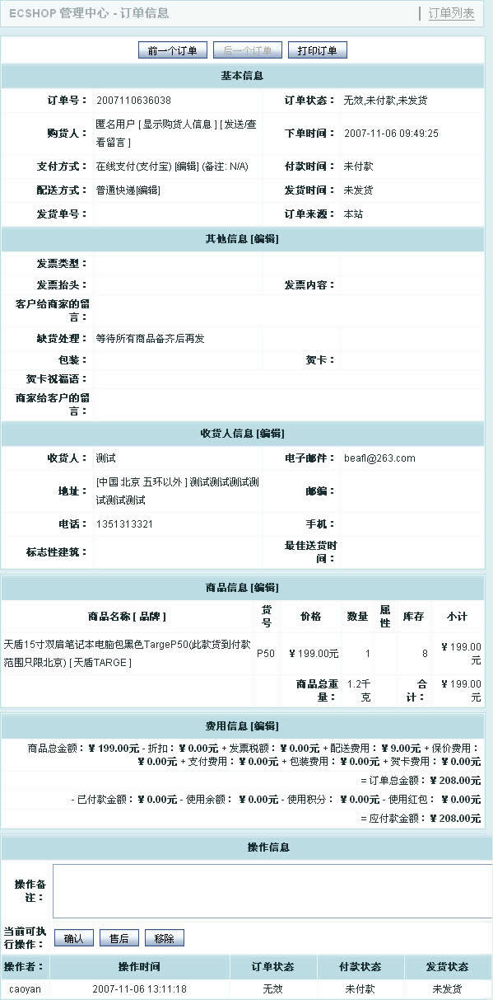 ECSHOP 管理中心 - 订单信息 订单列表
前一个订单 后一个订单 打印订单
基本信息
订单号： 2007110636038 订单状态： 无效,未付款,未发货
购货人： 匿名用户 [ 显示购货人信息 ] [ 发送/查
看留言 ] 下单时间： 2007-11-06 09:49:25
支付方式： 在线支付(支付宝) [编辑] (备注: N/A) 付款时间： 未付款
配送方式： 普通快递[编辑] 发货时间： 未发货
发货单号： 订单来源： 本站
其他信息 [编辑]
发票类型：
发票抬头： 发票内容：
客户给商家的留
言：
缺货处理： 等待所有商品备齐后再发
包装： 贺卡：
贺卡祝福语：
商家给客户的留
言：
收货人信息 [编辑]
收货人： 测试 电子邮件： beafl@263.com
地址： [中国 北京 五环以外 ] 测试测试测试测
试测试测试 邮编：
电话： 1351313321 手机：
标志性建筑： 最佳送货时
间：
商品信息 [编辑]
商品名称 [ 品牌 ] 货
号 价格 数量 属
性 库存 小计
天盾15寸双肩笔记本电脑包黑色TargeP50(此款货到付款
范围只限北京) [ 天盾TARGE ] P50 ￥199.00元 1 8 ￥199.00
元
商品总重
量： 1.2千
克 合
计： ￥199.00
元
费用信息 [编辑]
商品总金额：￥199.00元 - 折扣：￥0.00元 + 发票税额：￥0.00元 + 配送费用：￥9.00元 + 保价费用：
￥0.00元 + 支付费用：￥0.00元 + 包装费用：￥0.00元 + 贺卡费用：￥0.00元
= 订单总金额：￥208.00元
- 已付款金额：￥0.00元 - 使用余额： ￥0.00元 - 使用积分： ￥0.00元 - 使用红包： ￥0.00元
= 应付款金额：￥208.00元
操作信息
操作备
注：
当前可执
行操作： 确认 售后 移除
操作者： 操作时间 订单状态 付款状态 发货状态
caoyan 2007-11-06 13:11:18 无效 未付款 未发货